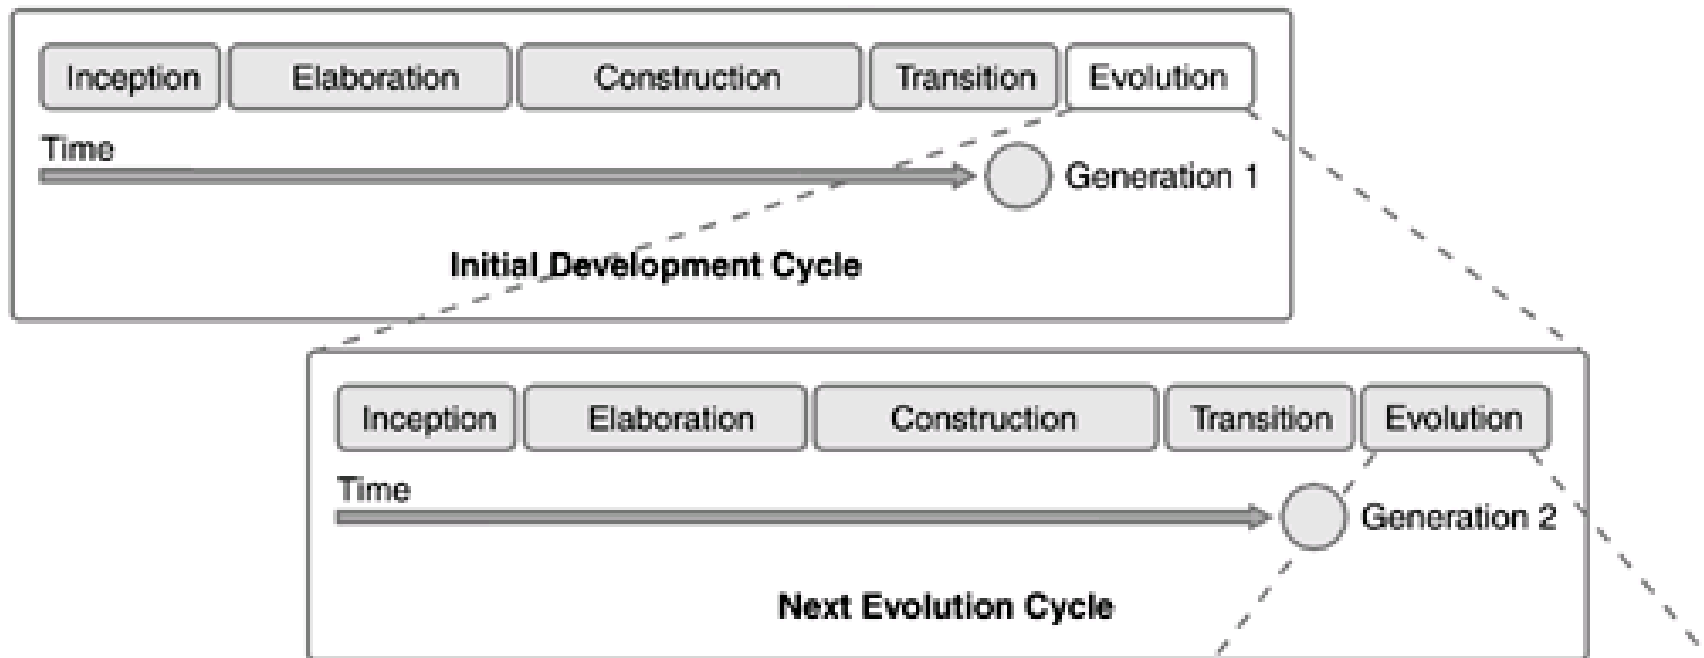 Inception Elaboration Construction Transition Evolution
Time
Generation 1
Initial Development Cycle
Inception Elaboration Construction Transition Evolution
Time
Generation 2
Next Evolution Cycle